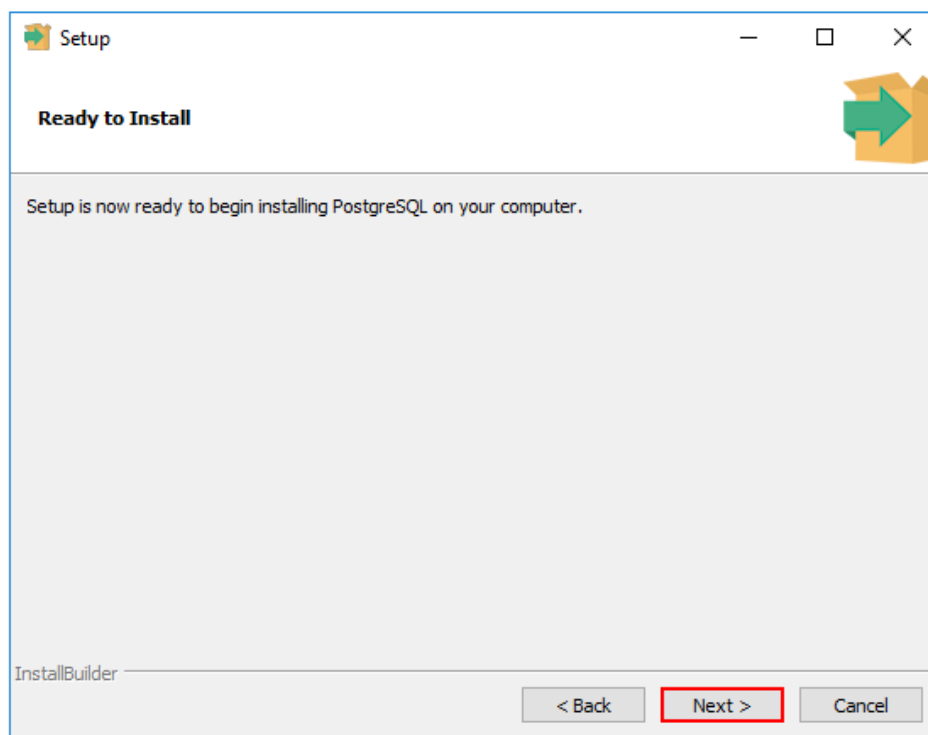 Setup
Ready to Install
Setup is now ready to begin installing PostgreSQL on your computer.
InstallBuilder
< Back
Next >
Cancel